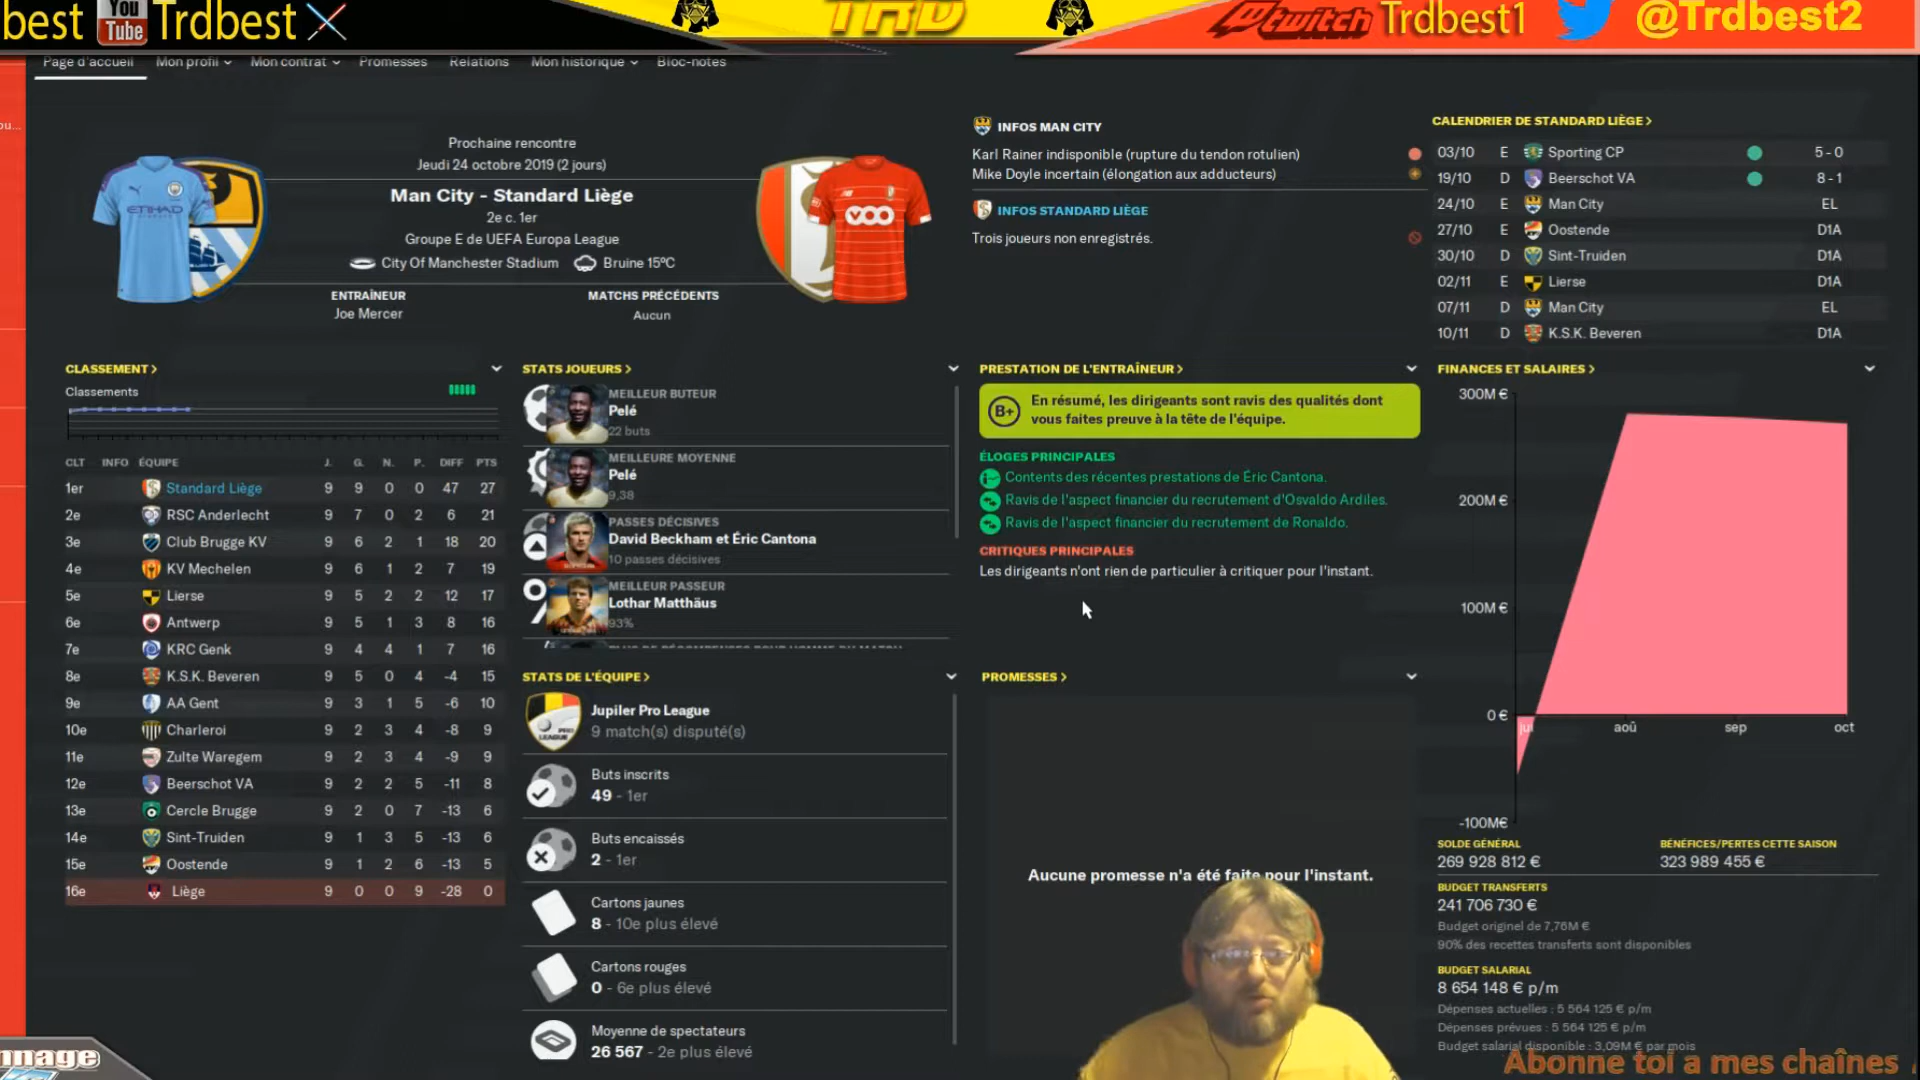 best You Tube Trdbest
TRD
twitch Trdbest1 @Trdbest2
Page d'accueil Mon profil Mon contrat Promesses Relations Mon historique Bloc-notes
ou...
Prochaine rencontre
Jeudi 24 octobre 2019 (2 jours)
Man City - Standard Liège
2e c. 1er
Groupe E de UEFA Europa League
City Of Manchester Stadium Bruine 15°C
ENTRAÎNEUR
Joe Mercer
MATCHS PRÉCÉDENTS
Aucun
ETIHAD
VOO
INFOS MAN CITY
Karl Rainer indisponible (rupture du tendon rotulien)
Mike Doyle incertain (élongation aux adducteurs)
INFOS STANDARD LIÈGE
Trois joueurs non enregistrés.
CALENDRIER DE STANDARD LIÈGE >
03/10 E Sporting CP 5 - 0
19/10 D Beerschot VA 8 - 1
24/10 E Man City EL
27/10 E Oostende D1A
30/10 D Sint-Truiden D1A
02/11 E Lierse D1A
07/11 D Man City EL
10/11 D K.S.K. Beveren D1A
CLASSEMENT >
Classements
CLT INFO ÉQUIPE J. G. N. P. DIFF PTS
1er Standard Liège 9 9 0 0 47 27
2e RSC Anderlecht 9 7 0 2 6 21
3e Club Brugge KV 9 6 2 1 18 20
4e KV Mechelen 9 6 1 2 7 19
5e Lierse 9 5 2 2 12 17
6e Antwerp 9 5 1 3 8 16
7e KRC Genk 9 4 4 1 7 16
8e K.S.K. Beveren 9 5 0 4 -4 15
9e AA Gent 9 3 1 5 -6 10
10e Charleroi 9 2 3 4 -8 9
11e Zulte Waregem 9 2 3 4 -9 9
12e Beerschot VA 9 2 2 5 -11 8
13e Cercle Brugge 9 2 0 7 -13 6
14e Sint-Truiden 9 1 3 5 -13 6
15e Oostende 9 1 2 6 -13 5
16e Liège 9 0 0 9 -28 0
STATS JOUEURS >
MEILLEUR BUTEUR
Pelé
22 buts
MEILLEURE MOYENNE
Pelé
9,38
PASSES DÉCISIVES
David Beckham et Éric Cantona
10 passes décisives
MEILLEUR PASSEUR
Lothar Matthäus
93%
STATS DE L'ÉQUIPE >
Jupiler Pro League
9 match(s) disputé(s)
Buts inscrits
49 - 1er
Buts encaissés
2 - 1er
Cartons jaunes
8 - 10e plus élevé
Cartons rouges
0 - 6e plus élevé
Moyenne de spectateurs
26 567 - 2e plus élevé
PRESTATION DE L'ENTRAÎNEUR >
B+ En résumé, les dirigeants sont ravis des qualités dont
vous faites preuve à la tête de l'équipe.
ÉLOGES PRINCIPALES
Contents des récentes prestations de Éric Cantona.
Ravis de l'aspect financier du recrutement d'Osvaldo Ardiles.
Ravis de l'aspect financier du recrutement de Ronaldo.
CRITIQUES PRINCIPALES
Les dirigeants n'ont rien de particulier à critiquer pour l'instant.
PROMESSES >
Aucune promesse n'a été faite pour l'instant.
FINANCES ET SALAIRES >
300M €
200M €
100M €
0 €
-100M€
jui aoû sep oct
SOLDE GÉNÉRAL
269 928 812 €
BÉNÉFICES/PERTES CETTE SAISON
323 989 455 €
BUDGET TRANSFERTS
241 706 730 €
Budget originel de 7,76M €
90% des recettes transferts sont disponibles
BUDGET SALARIAL
8 654 148 € p/m
Dépenses actuelles : 5 564 125 € p/m
Dépenses prévues : 5 564 125 € p/m
Budget salarial disponible : 3,09M € par mois
Abonne toi a mes chaînes